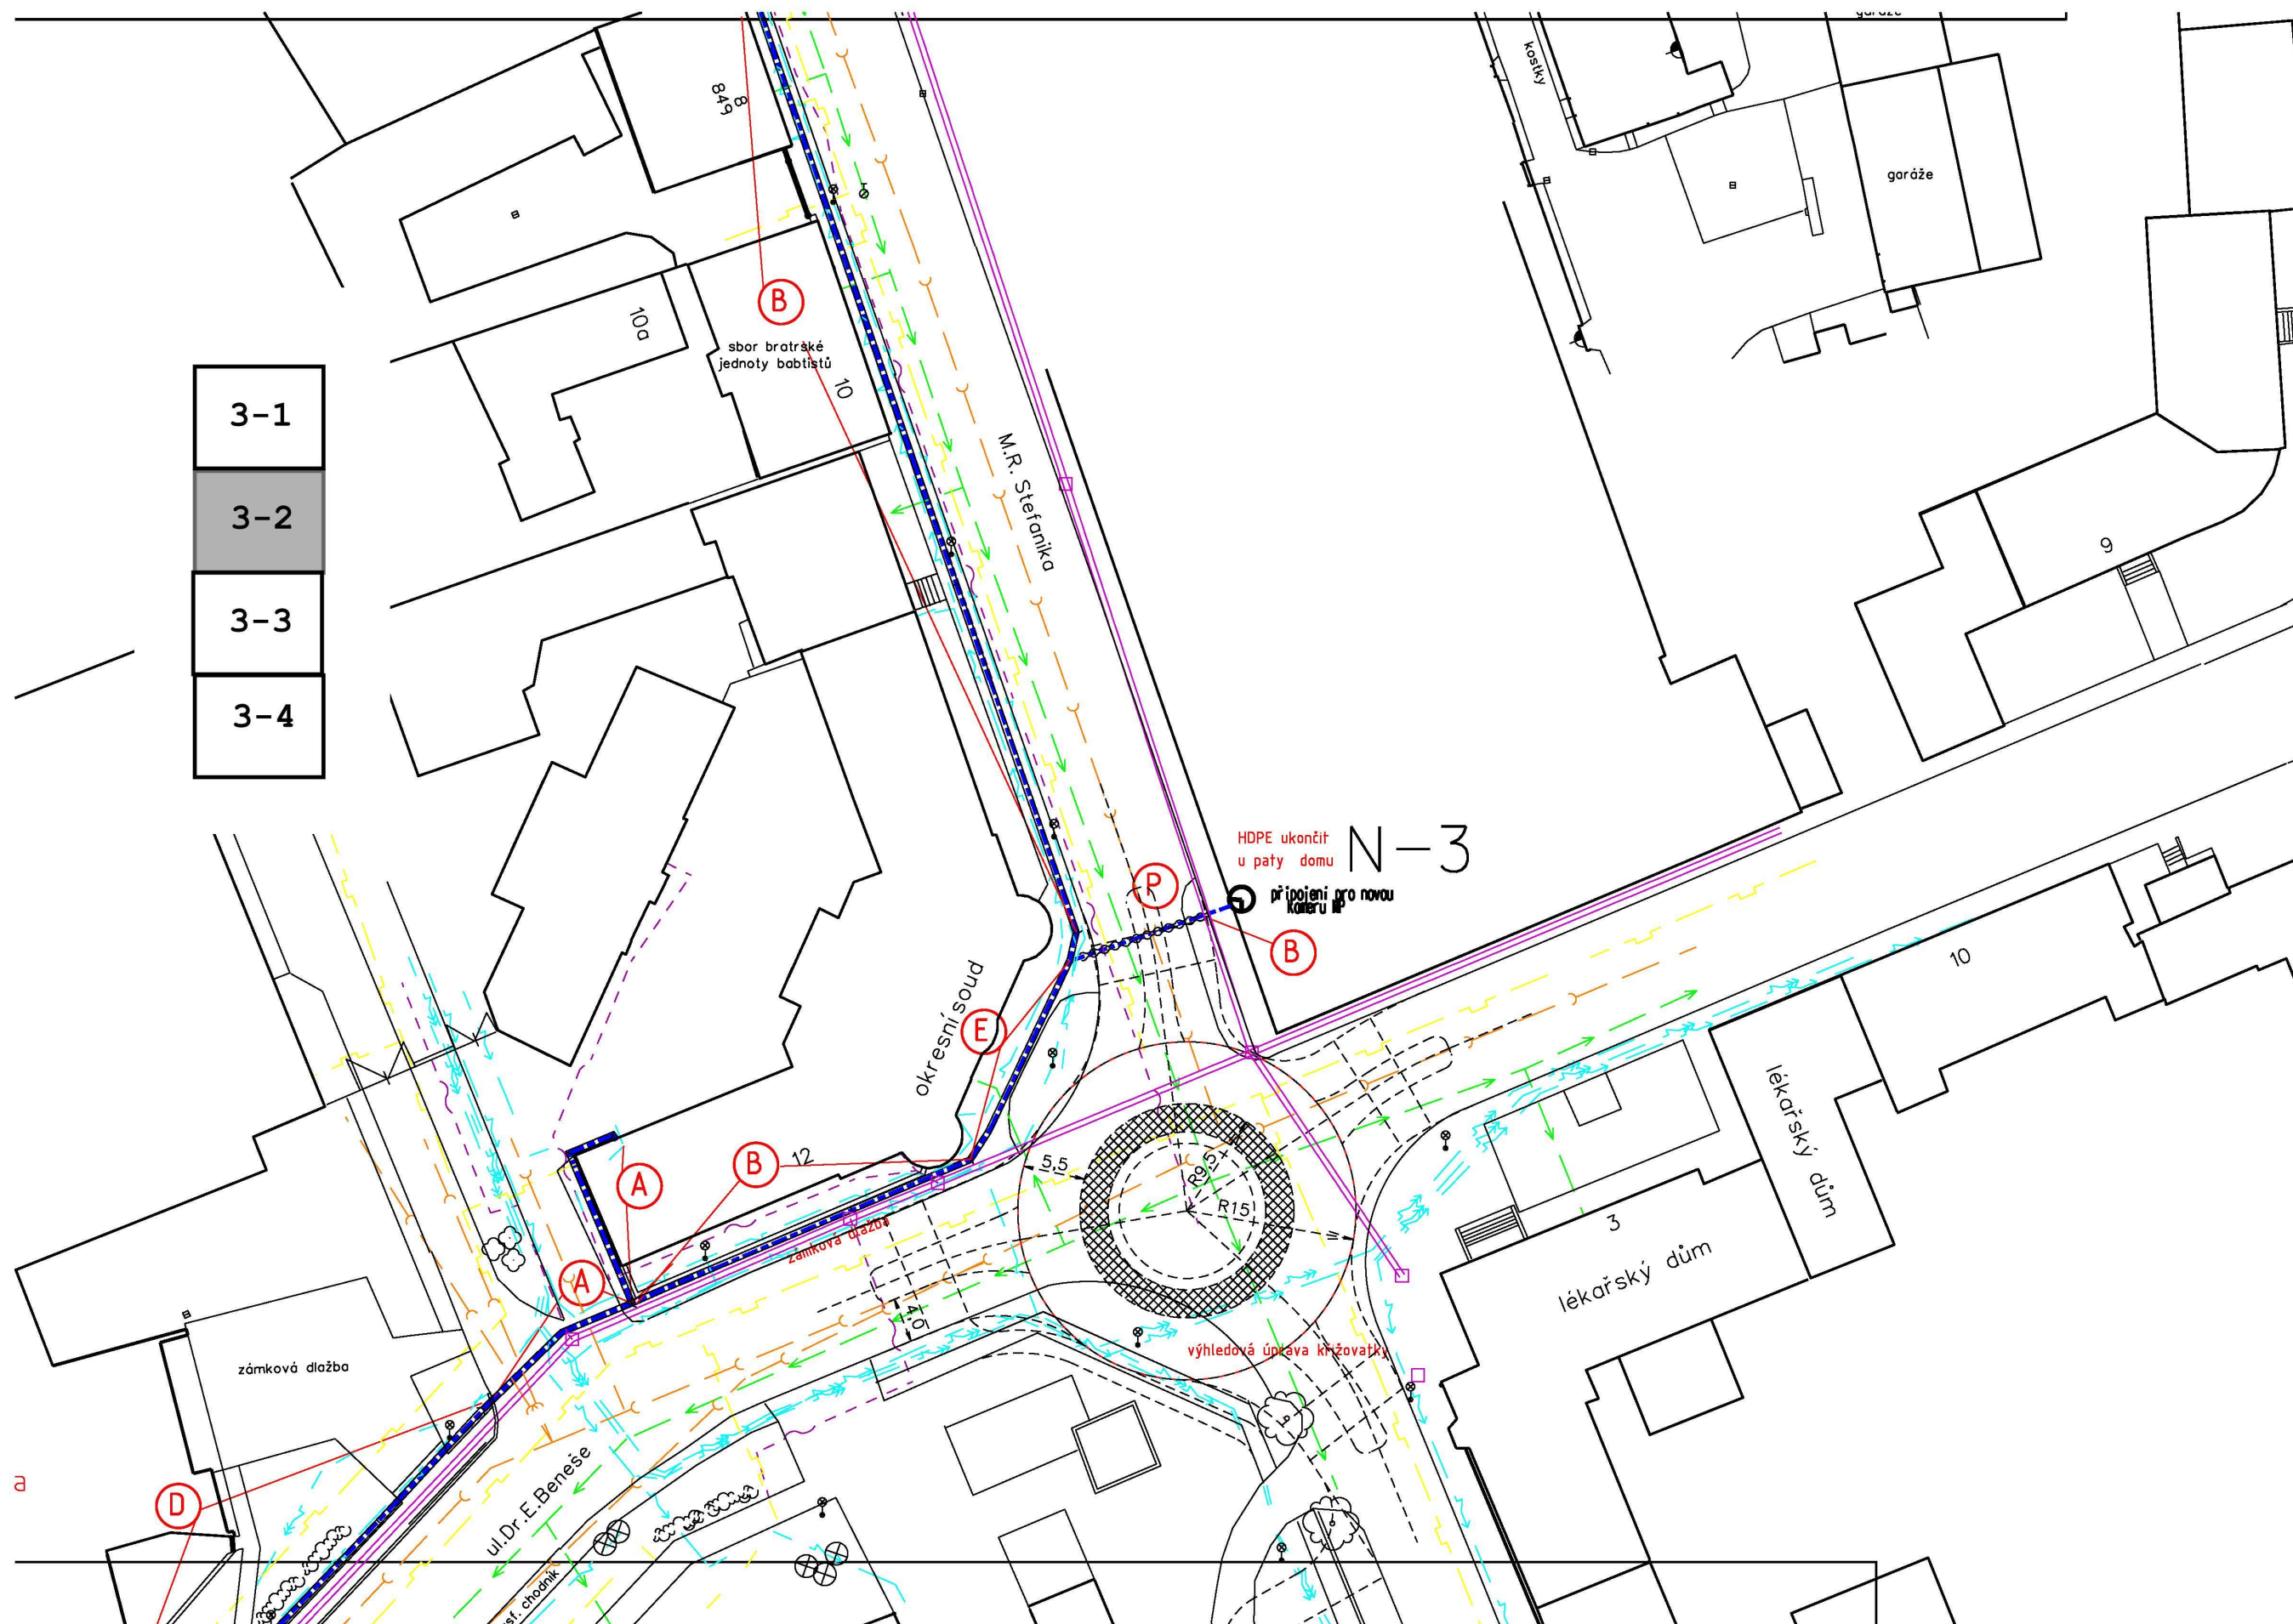 garáže
kostky
8
849
garáže
B
10a
sbor bratrské
jednoty babtistů
10
3-1
3-2
3-3
3-4
M.R. Stefanika
9
HDPE ukončit
u paty domu
N-3
P
připojení pro novou
kameru MP
B
10
okresní soud
E
lékařský dům
B
12
A
5,5
R9,5
R15
zámková dlažba
3
lékařský dům
A
4,0
výhledová úprava křižovatky
zámková dlažba
D
a
ul.Dr.E.Beneše
asf. chodník